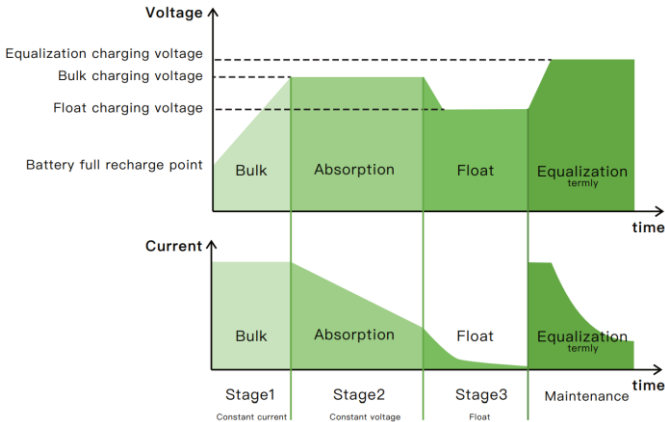 Voltage
Equalization charging voltage
Bulk charging voltage
Float charging voltage
Battery full recharge point
Bulk
Absorption
Float
Equalization
termly
time
Current
Bulk
Absorption
Float
Equalization
termly
time
Stage1
Stage2
Stage3
Maintenance
Constant current
Constant voltage
Float